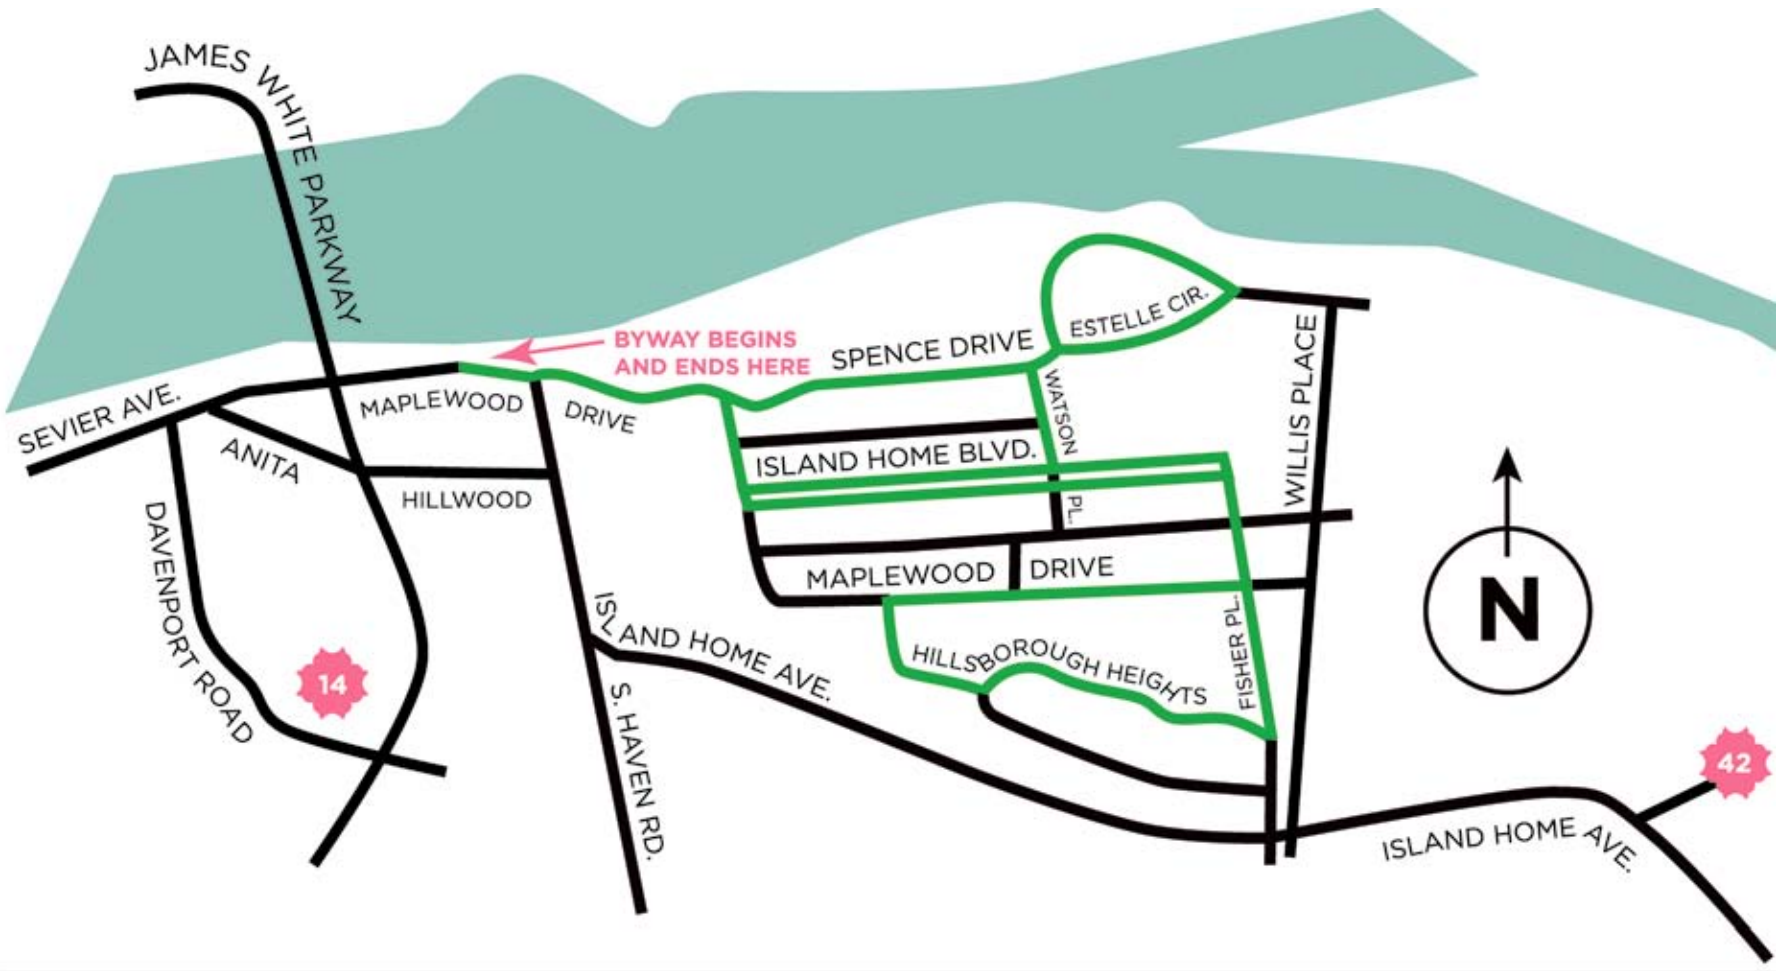 JAMES WHITE PARKWAY
BYWAY BEGINS
AND ENDS HERE
SPENCE DRIVE
ESTELLE CIR.
SEVIER AVE.
MAPLEWOOD DRIVE
ANITA
HILLWOOD
WATSON PL.
ISLAND HOME BLVD.
WILLIS PLACE
DAVENPORT ROAD
MAPLEWOOD DRIVE
ISLAND HOME AVE.
HILLSBOROUGH HEIGHTS
FISHER PL.
N
14
S. HAVEN RD.
42
ISLAND HOME AVE.